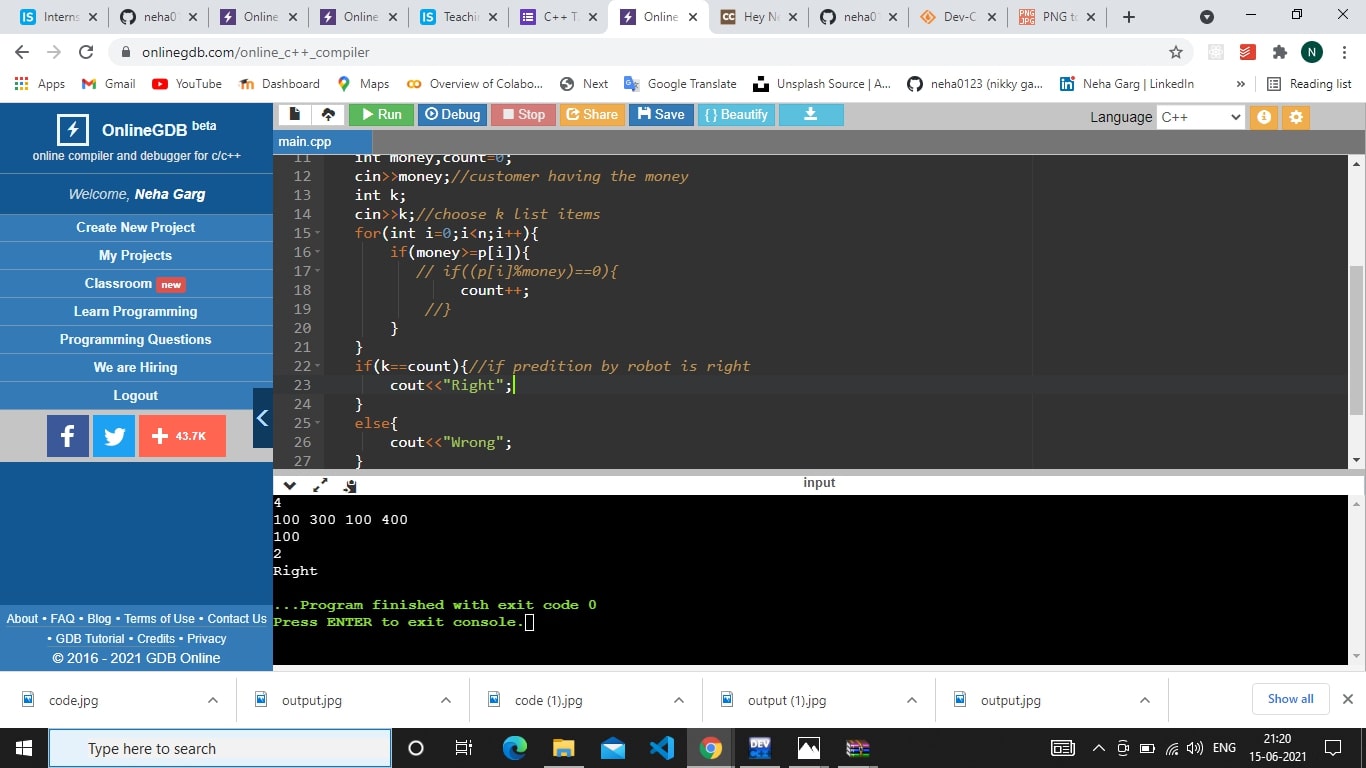 Interns
neha01
Online
Online
Teachin
C++ T
Online
Hey Ne
neha01
Dev-C
PNG t
onlinegdb.com/online_c++_compiler
N
Apps
Gmail
YouTube
Dashboard
Maps
Overview of Colabo...
Next
Google Translate
Unsplash Source | A...
neha0123 (nikky ga...
Neha Garg | LinkedIn
»
Reading list
OnlineGDB beta
online compiler and debugger for c/c++
Welcome, Neha Garg
Create New Project
My Projects
Classroom new
Learn Programming
Programming Questions
We are Hiring
Logout
43.7K
About • FAQ • Blog • Terms of Use • Contact Us
• GDB Tutorial • Credits • Privacy
© 2016 - 2021 GDB Online
Run
Debug
Stop
Share
Save
{ } Beautify
Language C++
main.cpp
11 int money,count=0;
12 cin>>money;//customer having the money
13 int k;
14 cin>>k;//choose k list items
15 for(int i=0;i<n;i++){
16 if(money>=p[i]){
17 // if((p[i]%money)==0){
18 count++;
19 //}
20 }
21 }
22 if(k==count){//if predition by robot is right
23 cout<<"Right";
24 }
25 else{
26 cout<<"Wrong";
27 }
input
4
100 300 100 400
100
2
Right
...Program finished with exit code 0
Press ENTER to exit console.
code.jpg
output.jpg
code (1).jpg
output (1).jpg
output.jpg
Show all
Type here to search
DEV
ENG
21:20
15-06-2021